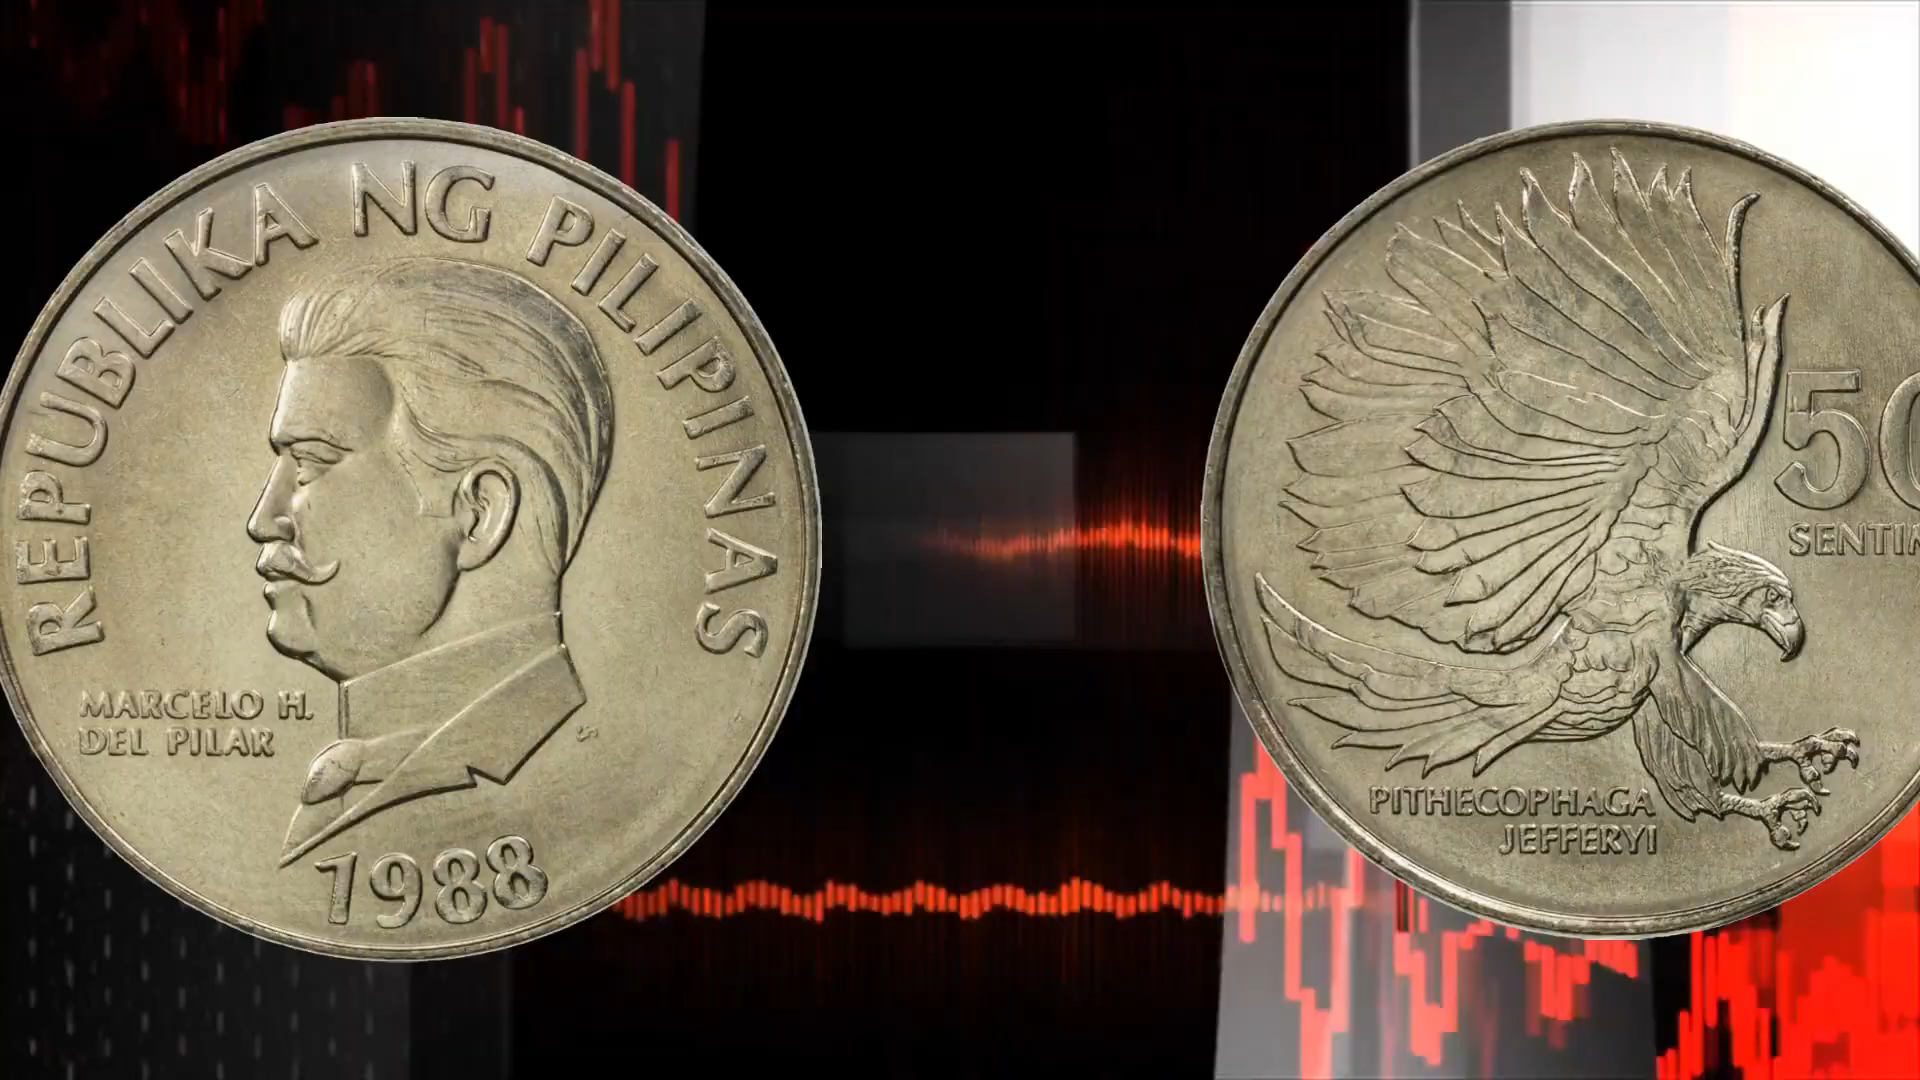 REPUBLIKA NG PILIPINAS
MARCELO H.
DEL PILAR
1988
PITHECOPHAGA
JEFFERYI